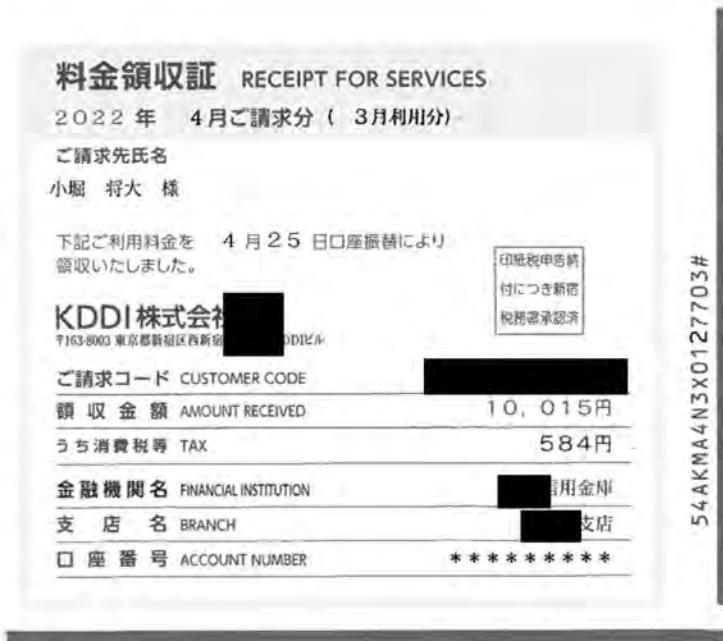 料金領収証 RECEIPT FOR SERVICES
2022年 4月ご請求分( 3月利用分)
ご請求先氏名
小堀 将大 様
下記ご利用料金を 4月25日口座振替により
領収いたしました。
印紙税申告納
付につき新宿
税務署承認済
KDDI株式会社
〒163-8003 東京都新宿区西新宿 DDIビル
ご請求コード CUSTOMER CODE
領収金額 AMOUNT RECEIVED 10,015円
うち消費税等 TAX 584円
金融機関名 FINANCIAL INSTITUTION 信用金庫
支店名 BRANCH 支店
口座番号 ACCOUNT NUMBER *********
54AKMA4N3X0127703#